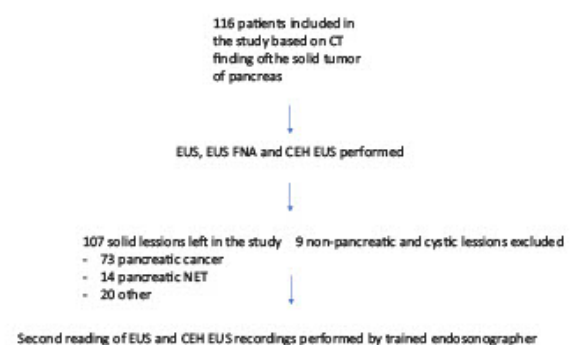 116 patients included in
the study based on CT
finding ofthe solid tumor
of pancreas
EUS, EUS FNA and CEH EUS performed
107 solid lessions left in the study 9 non-pancreatic and cystic lessions excluded
- 73 pancreatic cancer
- 14 pancreatic NET
- 20 other
Second reading of EUS and CEH EUS recordings performed by trained endosonographer